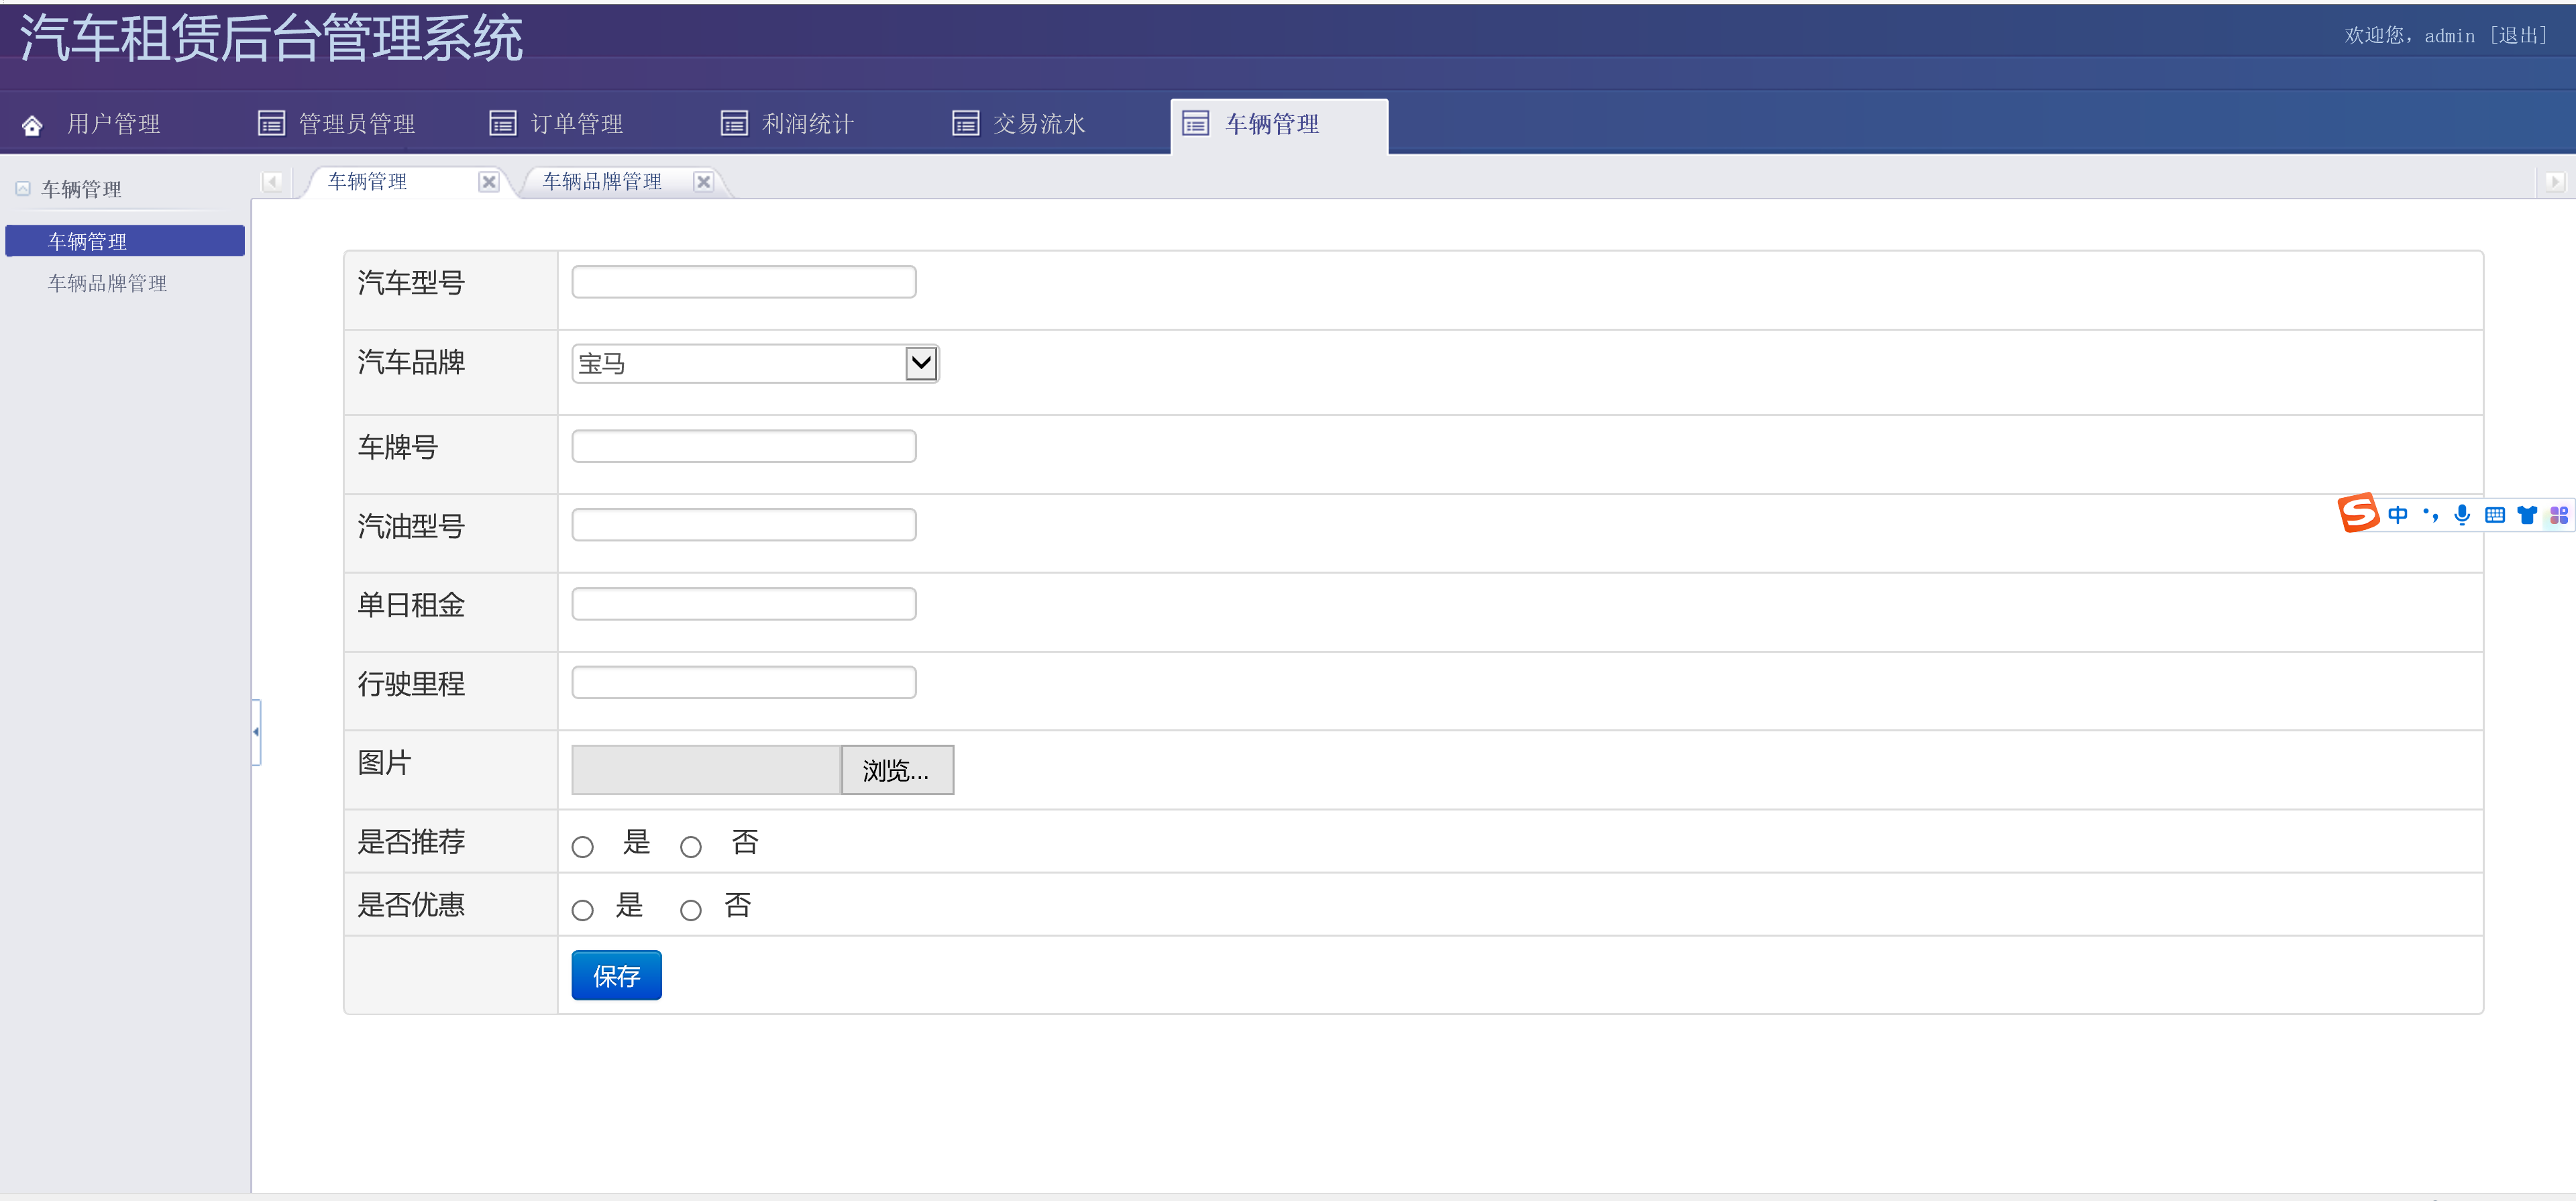 汽车租赁后台管理系统
欢迎您，admin [退出]
用户管理 管理员管理 订单管理 利润统计 交易流水 车辆管理
车辆管理 车辆品牌管理
车辆管理
车辆管理
车辆品牌管理
汽车型号
汽车品牌 宝马
车牌号
汽油型号
单日租金
行驶里程
图片 浏览...
是否推荐 是 否
是否优惠 是 否
保存
S 中